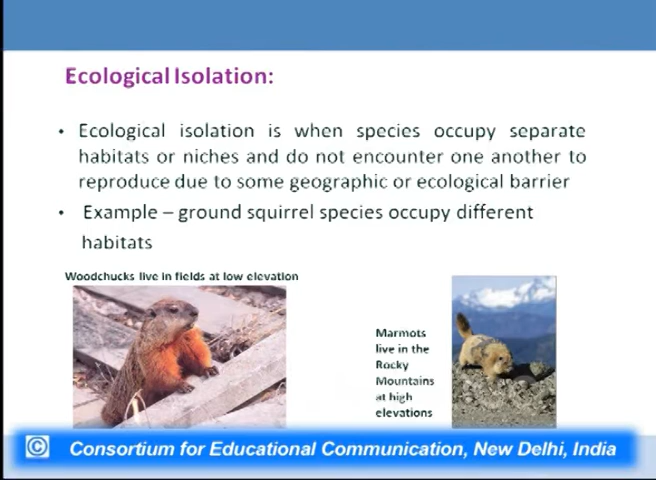 Ecological Isolation:
• Ecological isolation is when species occupy separate
habitats or niches and do not encounter one another to
reproduce due to some geographic or ecological barrier
• Example – ground squirrel species occupy different
habitats
Woodchucks live in fields at low elevation
Marmots
live in the
Rocky
Mountains
at high
elevations
© Consortium for Educational Communication, New Delhi, India